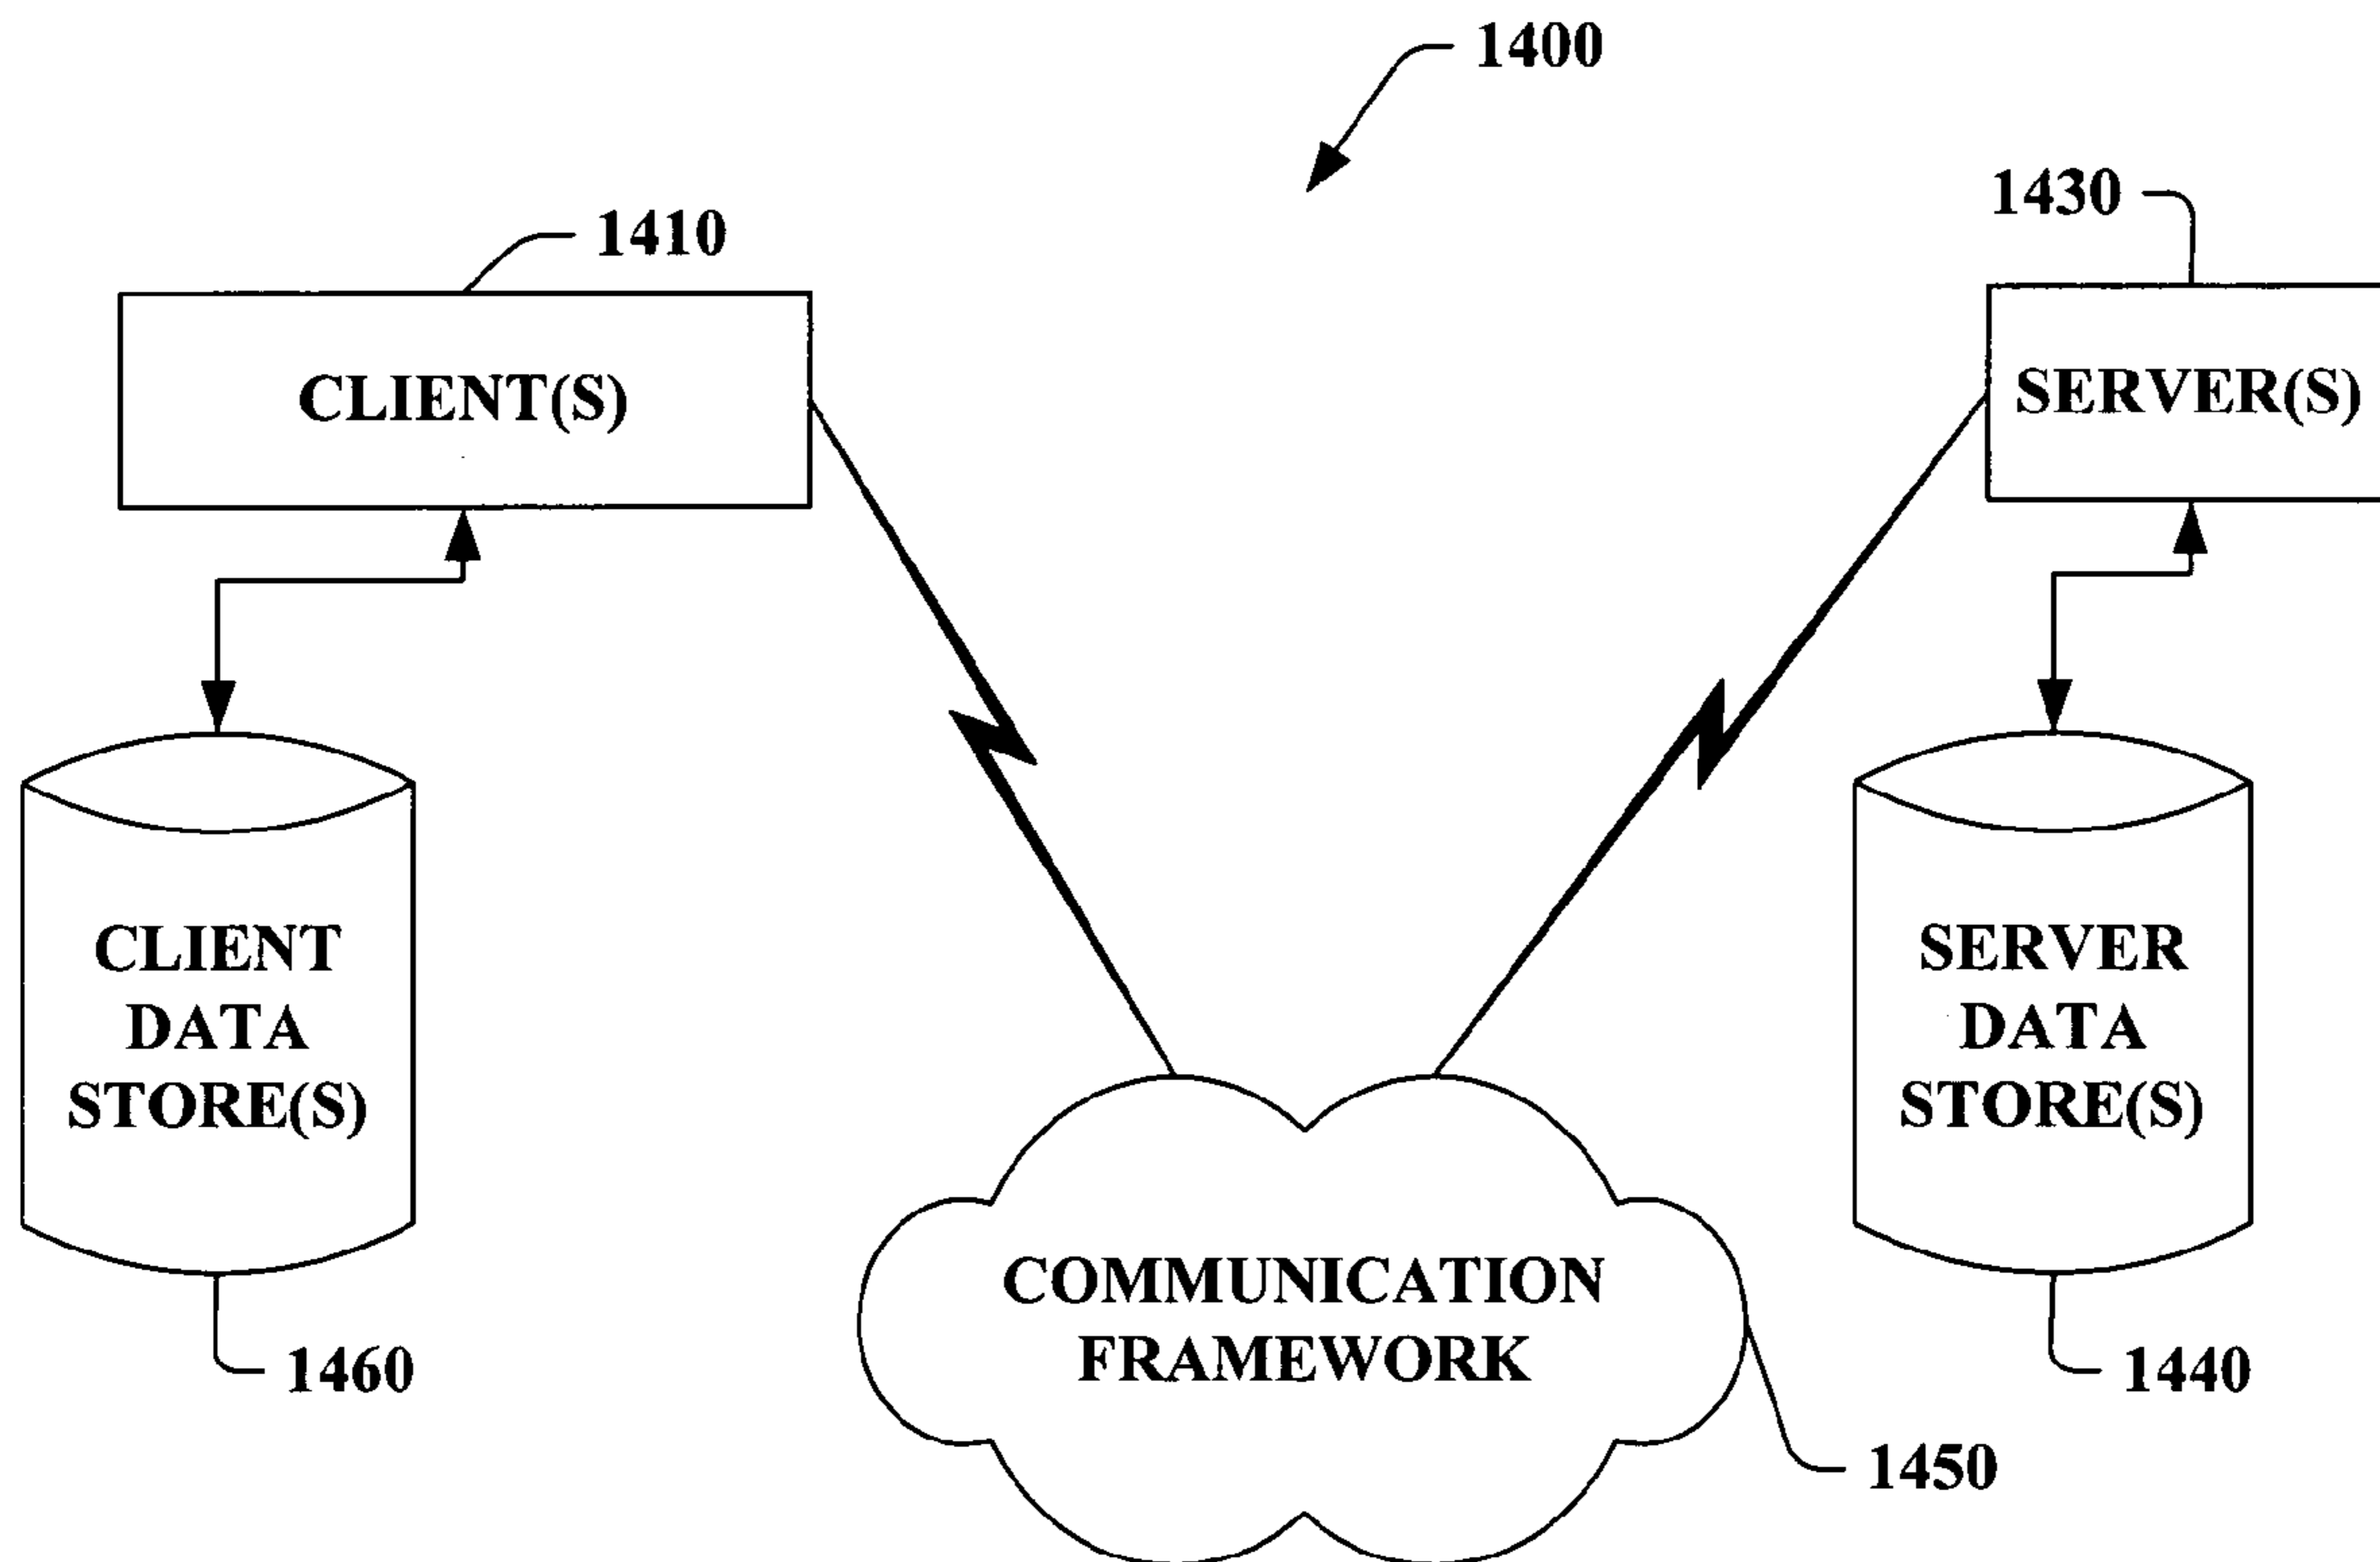 1400
1430
1410
CLIENT(S)
SERVER(S)
CLIENT
DATA
STORE(S)
SERVER
DATA
STORE(S)
COMMUNICATION
FRAMEWORK
1460
1440
1450